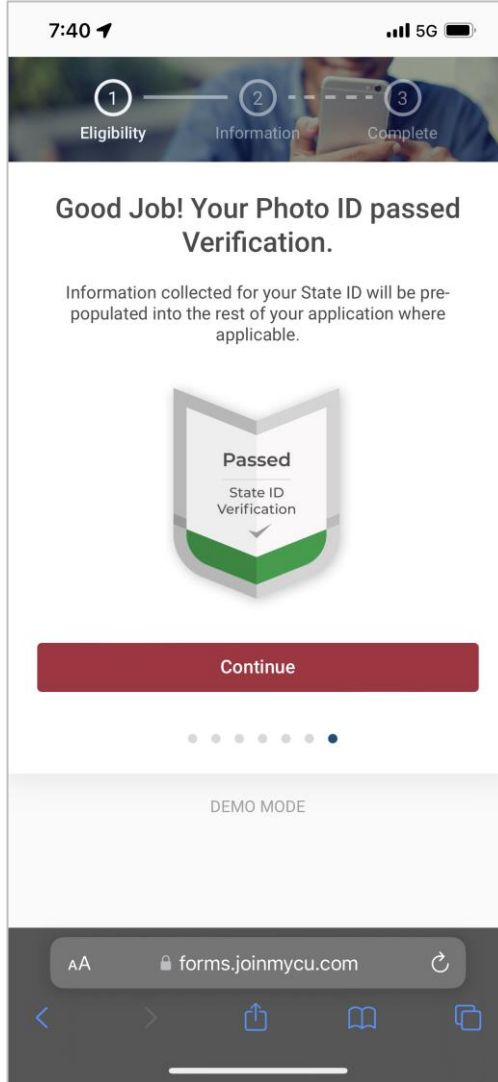 7:40
5G
1 2 3
Eligibility Information Complete
Good Job! Your Photo ID passed
Verification.
Information collected for your State ID will be pre-
populated into the rest of your application where
applicable.
Passed
State ID
Verification
Continue
DEMO MODE
AA forms.joinmycu.com